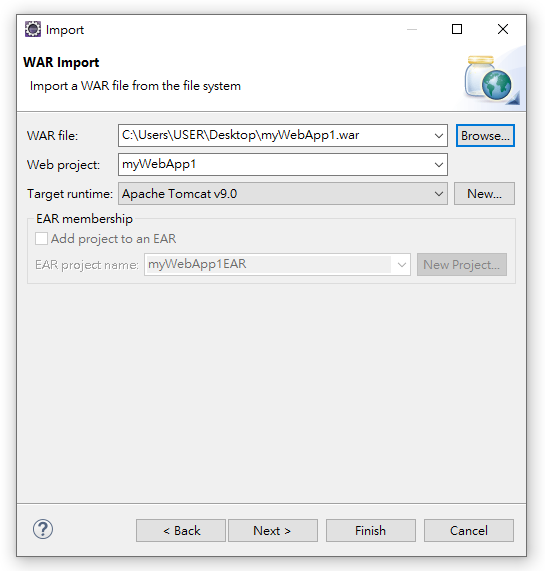 Import
WAR Import
Import a WAR file from the file system
WAR file: C:\Users\USER\Desktop\myWebApp1.war Browse...
Web project: myWebApp1
Target runtime: Apache Tomcat v9.0 New...
EAR membership
Add project to an EAR
EAR project name: myWebApp1EAR New Project...
? < Back Next > Finish Cancel